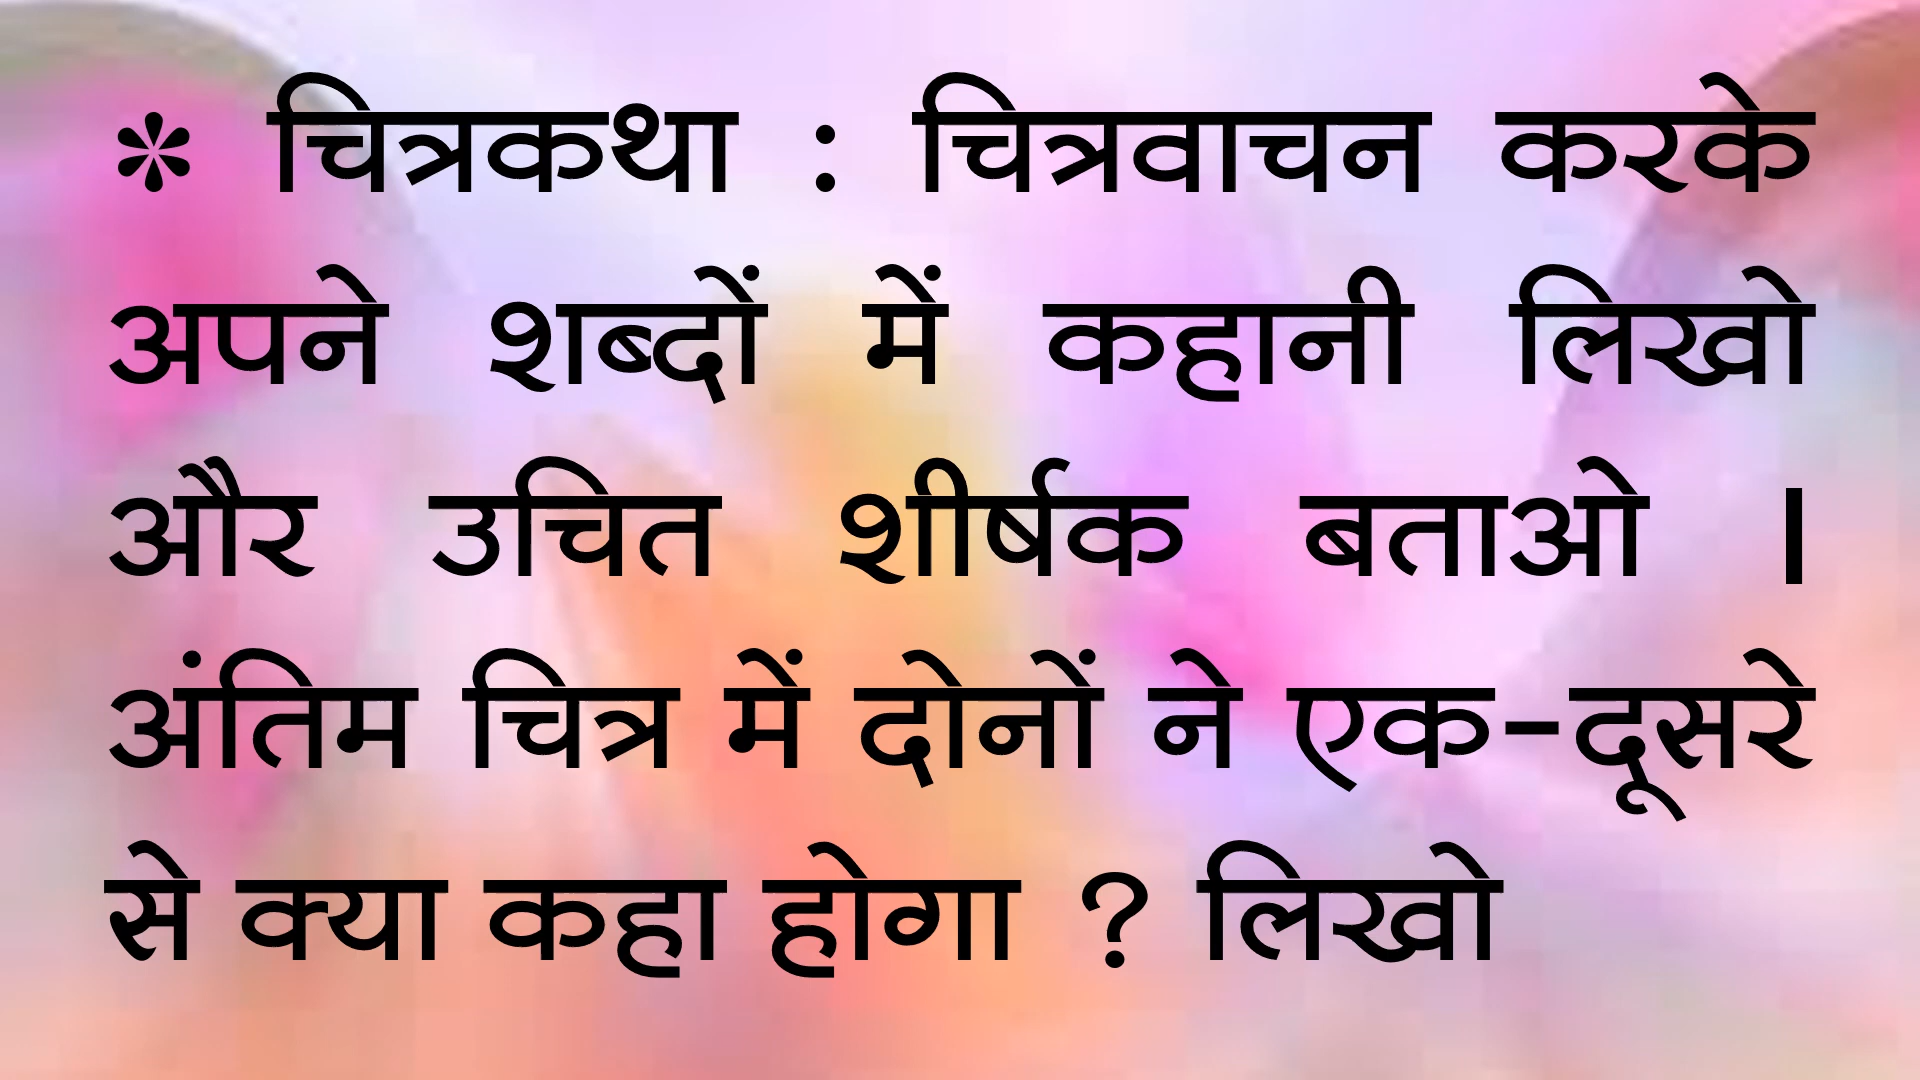 * चित्रकथा : चित्रवाचन करके
अपने शब्दों में कहानी लिखो
और उचित शीर्षक बताओ ।
अंतिम चित्र में दोनों ने एक-दूसरे
से क्या कहा होगा ? लिखो